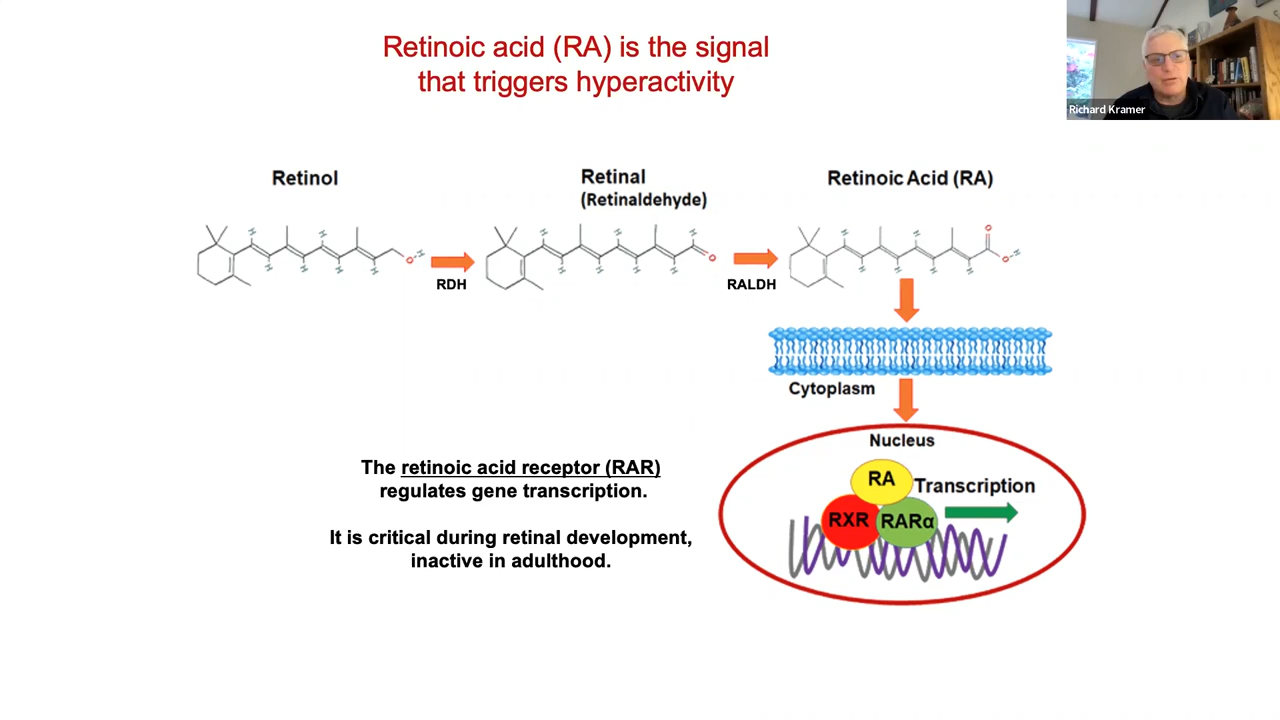 Retinoic acid (RA) is the signal
that triggers hyperactivity
Richard Kramer
Retinol
Retinal
(Retinaldehyde)
Retinoic Acid (RA)
H
H
H
H
H
H
O
H
H
H
H
H
H
H
H
O
H
H
H
H
H
H
O
O
H
RDH
RALDH
Cytoplasm
Nucleus
RA
Transcription
RXR
RARα
The retinoic acid receptor (RAR)
regulates gene transcription.
It is critical during retinal development,
inactive in adulthood.